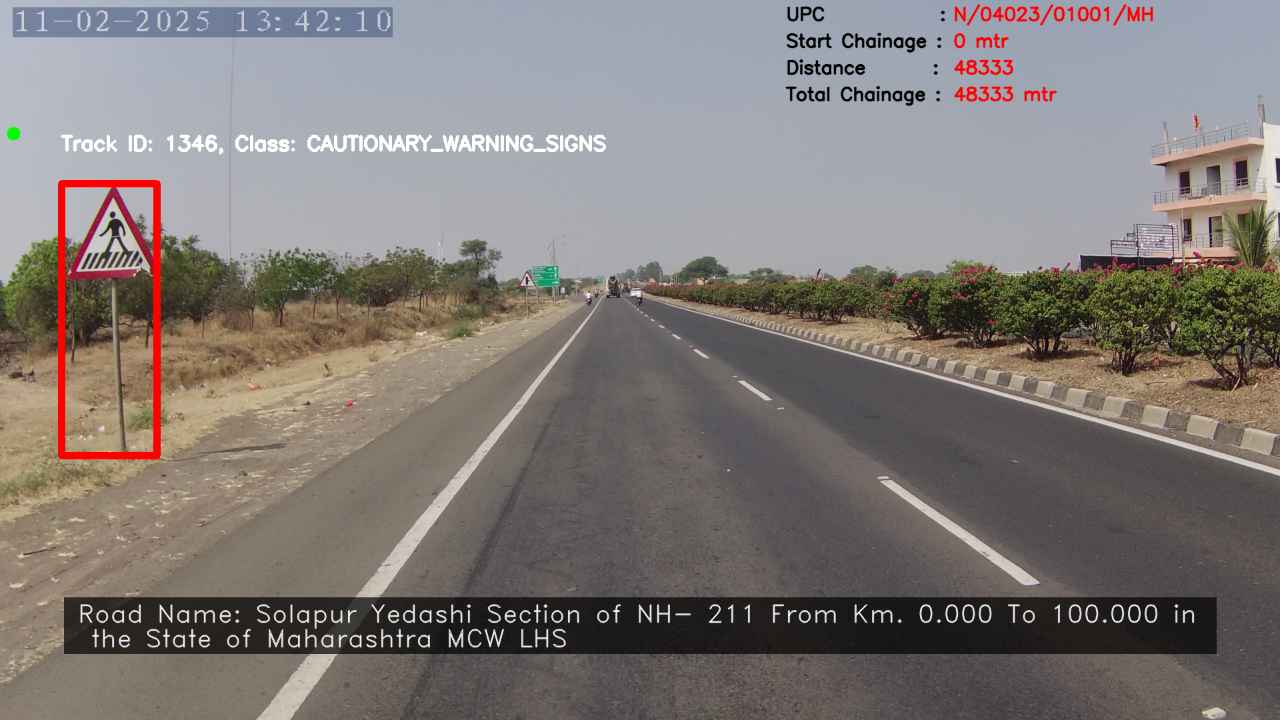 11-02-2025 13:42:10
UPC : N/04023/01001/MH
Start Chainage : 0 mtr
Distance : 48333
Total Chainage : 48333 mtr
Track ID: 1346, Class: CAUTIONARY_WARNING_SIGNS
Road Name: Solapur Yedashi Section of NH- 211 From Km. 0.000 To 100.000 in
the State of Maharashtra MCW LHS